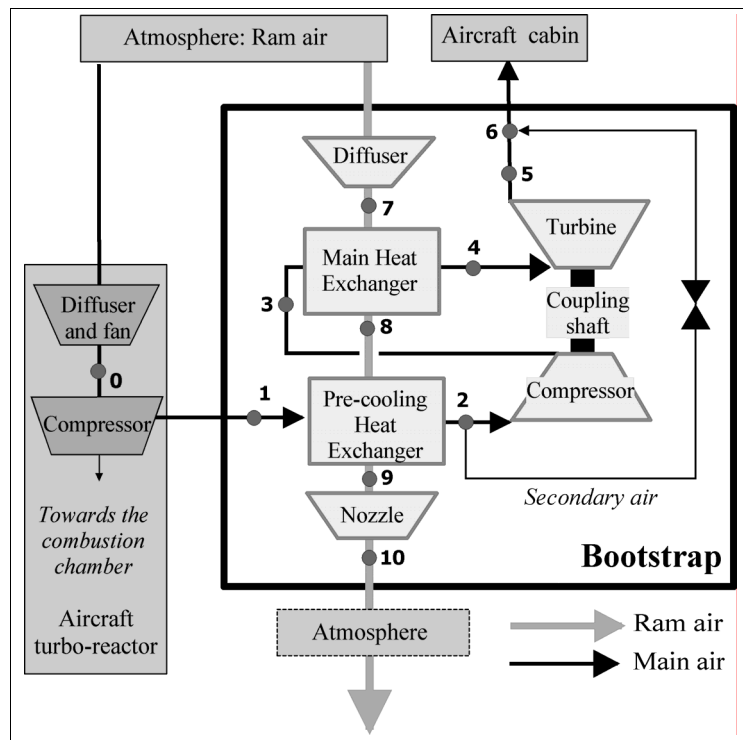 Atmosphere: Ram air
Aircraft cabin
6
5
Diffuser
7
Turbine
Main Heat
Exchanger
4
3
Coupling
shaft
8
Diffuser
and fan
0
Compressor
1
Pre-cooling
Heat
Exchanger
2
Compressor
9
Secondary air
Nozzle
10
Bootstrap
Towards the
combustion
chamber
Aircraft
turbo-reactor
Atmosphere
Ram air
Main air